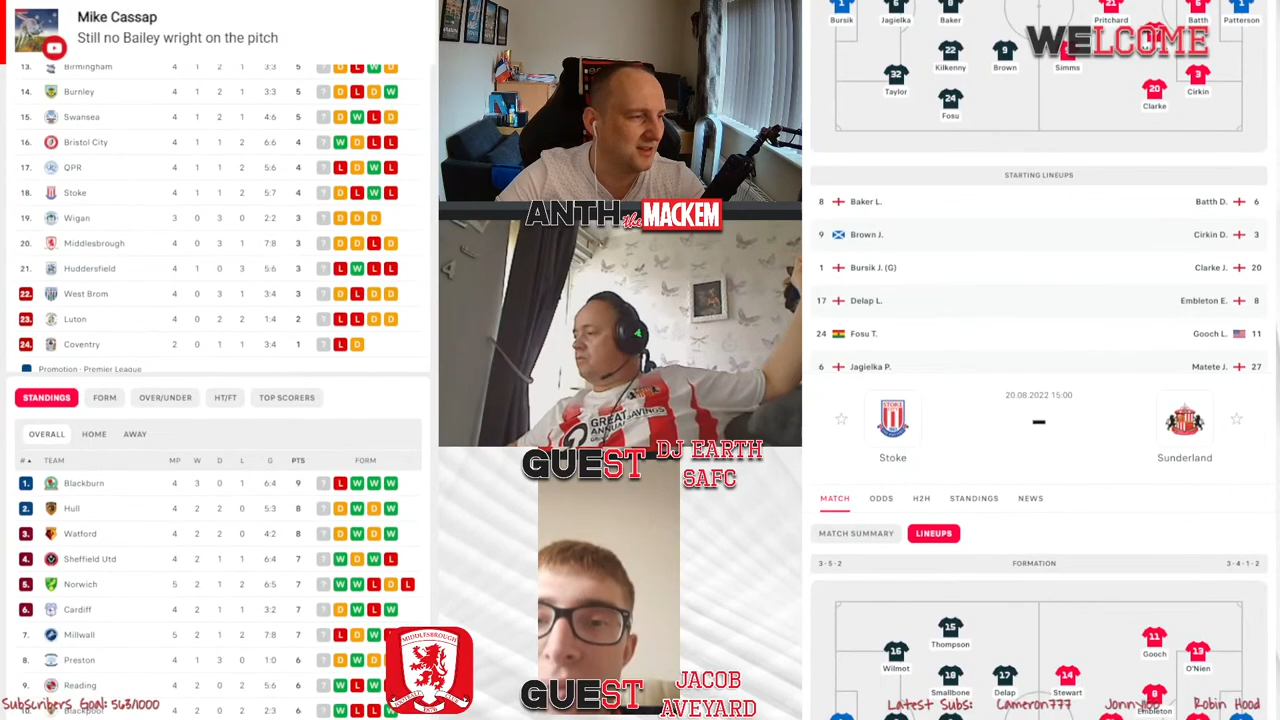 Mike Cassap
Still no Bailey wright on the pitch
13. Birmingham 4 1 2 1 3:3 5 ? D L W D
14. Burnley 4 1 2 1 3:3 5 ? D L D W
15. Swansea 4 1 2 1 4:6 5 ? D W L D
16. Bristol City 4 1 1 2 6:6 4 ? W D L L
17. QPR 4 1 1 2 5:6 4 ? L D W L
18. Stoke 4 1 1 2 5:7 4 ? D L W L
19. Wigan 3 0 3 0 2:2 3 ? D D D
20. Middlesbrough 4 0 3 1 7:8 3 ? D D L D
21. Huddersfield 4 1 0 3 5:6 3 ? L W L L
22. West Brom 4 0 3 1 3:4 3 ? D L D D
23. Luton 4 0 2 2 1:4 2 ? L L D D
24. Coventry 2 0 1 1 3:4 1 ? L D
Promotion - Premier League
STANDINGS FORM OVER/UNDER HT/FT TOP SCORERS
OVERALL HOME AWAY
# TEAM MP W D L G PTS FORM
1. Blackburn 4 3 0 1 6:4 9 ? L W W W
2. Hull 4 2 2 0 5:3 8 ? D W D W
3. Watford 4 2 2 0 4:2 8 ? D W D W
4. Sheffield Utd 4 2 1 1 6:4 7 ? W D W L
5. Norwich 5 2 1 2 6:5 7 ? W W L D L
6. Cardiff 4 2 1 1 3:2 7 ? D W L W
7. Millwall 5 2 1 2 7:8 7 ? L D W
8. Preston 4 1 3 0 1:0 6 ? D W D
9. Reading 4 2 0 2 5:6 6 ? W L W
Subscribers Goal: 563/1000
ANTH the MACKEM
GREAT
ANNUAL
SAVINGS
GUEST DJ EARTH
SAFC
GUEST JACOB
AVEYARD
MIDDLESBROUGH
1876
WELCOME
1 6 8 21 6 1
Bursik Jagielka Baker Pritchard Batth Patterson
22 9
Kilkenny Brown Simms
32 3
Taylor Cirkin
24 20
Fosu Clarke
STARTING LINEUPS
8 Baker L. Batth D. 6
9 Brown J. Cirkin D. 3
1 Bursik J. (G) Clarke J. 20
17 Delap L. Embleton E. 8
24 Fosu T. Gooch L. 11
6 Jagielka P. Matete J. 27
20.08.2022 15:00
STOKE
-
Stoke Sunderland
MATCH ODDS H2H STANDINGS NEWS
MATCH SUMMARY LINEUPS
3-5-2 FORMATION 3-4-1-2
15 11
Thompson Gooch
16 13
Wilmot O'Nien
18 17 14
Smallbone Delap Stewart
8
Embleton
Latest Subs: Cameron777 Jonny1100 Robin Hood